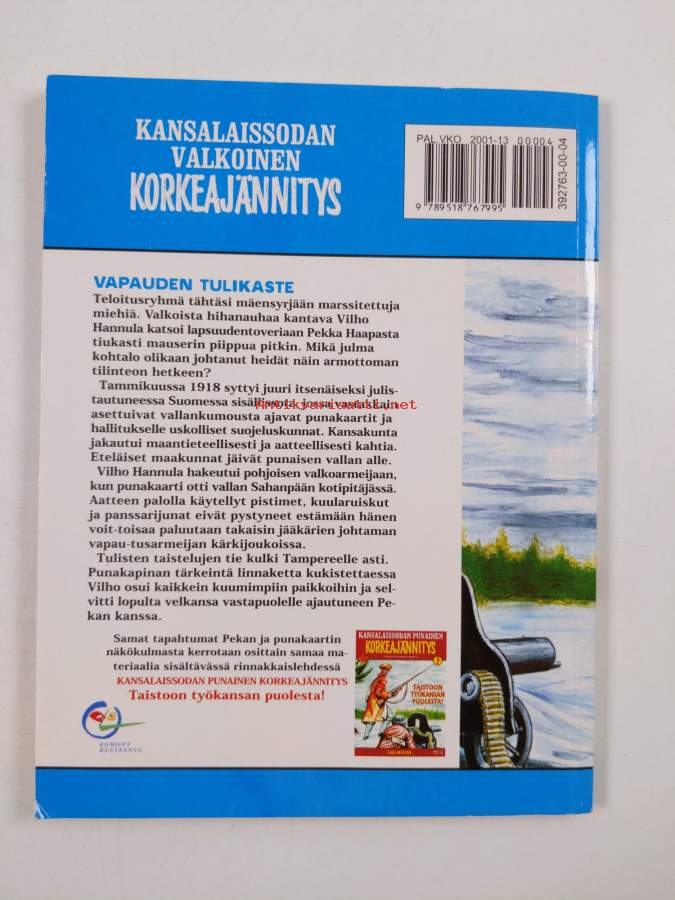 KANSALAISSODAN
VALKOINEN
KORKEAJÄNNITYS
PAL.VKO 2001-13 00004
9 789518 767995
392763-00-04
VAPAUDEN TULIKASTE
Teloitusryhmä tähtäsi mäensyrjään marssitettuja
miehiä. Valkoista hihanauhaa kantava Vilho
Hannula katsoi lapsuudentoveriaan Pekka Haapasta
tiukasti mauserin piippua pitkin. Mikä julma
kohtalo olikaan johtanut heidät näin armottoman
tilinteon hetkeen?
Tammikuussa 1918 syttyi juuri itsenäiseksi julis-
tautuneessa Suomessa sisällissota, jossa vastakkain
Antikvariaatti.net
asettuivat vallankumousta ajavat punakaartit ja
hallitukselle uskolliset suojeluskunnat. Kansakunta
jakautui maantieteellisesti ja aatteellisesti kahtia.
Eteläiset maakunnat jäivät punaisen vallan alle.
Vilho Hannula hakeutui pohjoisen valkoarmeijaan,
kun punakaarti otti vallan Sahanpään kotipitäjässä.
Aatteen palolla käytellyt pistimet, kuularuiskut
ja panssarijunat eivät pystyneet estämään hänen
voit-toisaa paluutaan takaisin jääkärien johtaman
vapau-tusarmeijan kärkijoukoissa.
Tulisten taistelujen tie kulki Tampereelle asti.
Punakapinan tärkeintä linnaketta kukistettaessa
Vilho osui kaikkein kuumimpiin paikkoihin ja sel-
vitti lopulta velkansa vastapuolelle ajautuneen Pe-
kan kanssa.
Samat tapahtumat Pekan ja punakaartin
näkökulmasta kerrotaan osittain samaa ma-
teriaalia sisältävässä rinnakkaislehdessä
KANSALAISSODAN PUNAINEN KORKEAJÄNNITYS
Taistoon työkansan puolesta!
EGMONT
KUSTANNUS
KANSALAISSODAN PUNAINEN
KORKEAJÄNNITYS
TAISTOON
TYÖKANSAN
PUOLESTA!